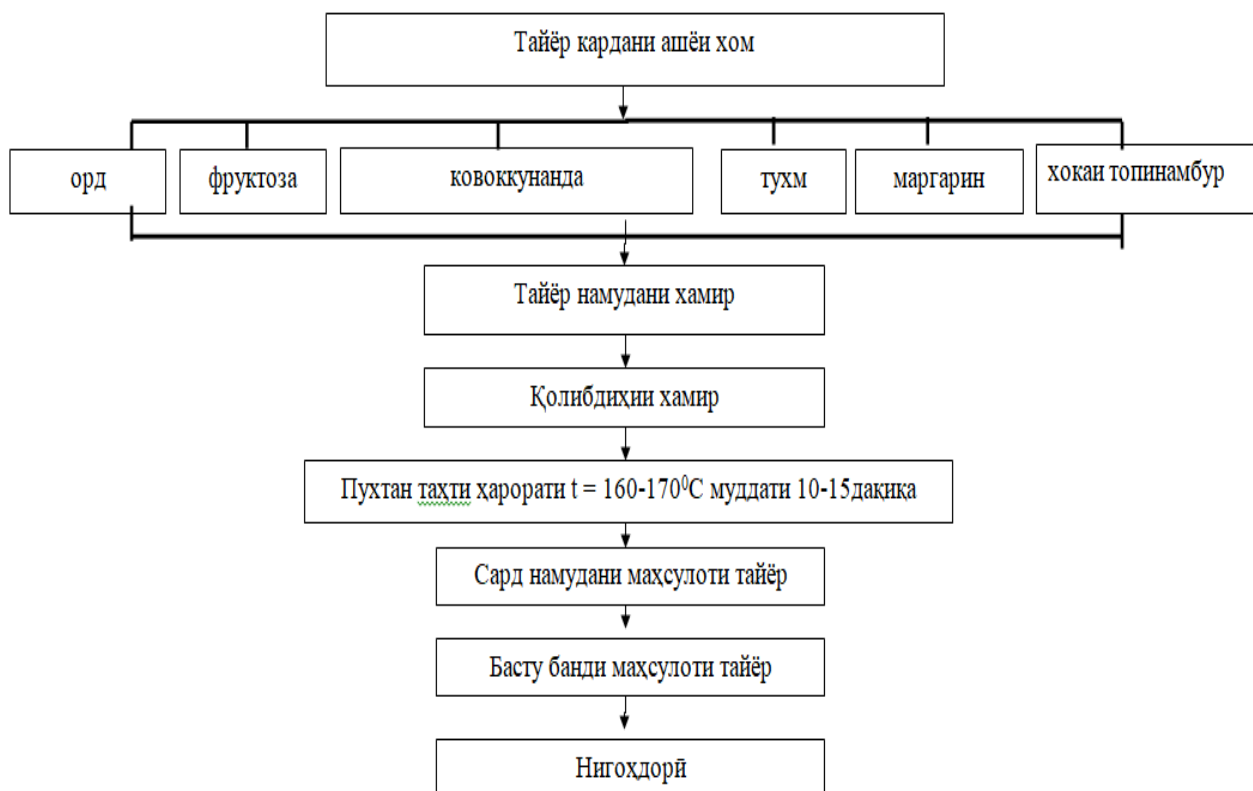 Тайёр кардани ашёи хом
орд
фруктоза
ковоккунанда
тухм
маргарин
хокаи топинамбур
Тайёр намудани хамир
Қолибдиҳии хамир
Пухтан таҳти ҳарорати t = 160-170⁰С муддати 10-15дақиқа
Сард намудани маҳсулоти тайёр
Басту банди маҳсулоти тайёр
Нигоҳдорӣ